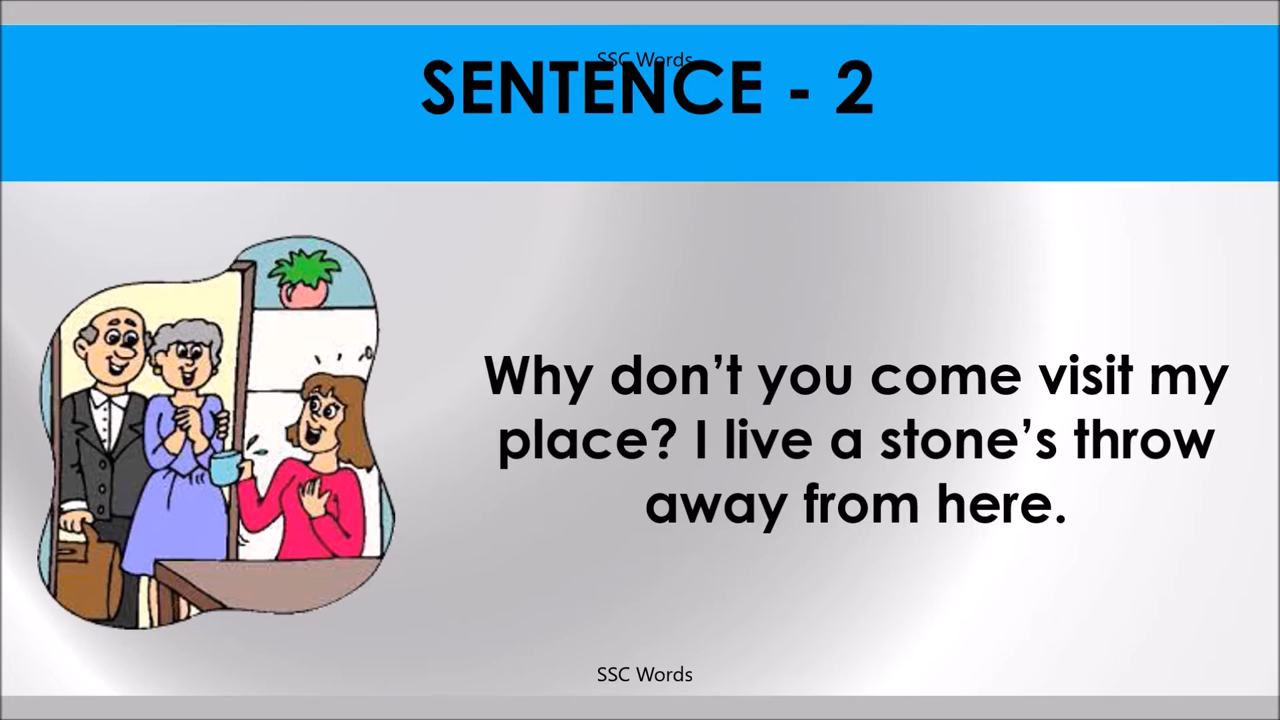 SSC Words
SENTENCE - 2
Why don’t you come visit my
place? I live a stone’s throw
away from here.
SSC Words